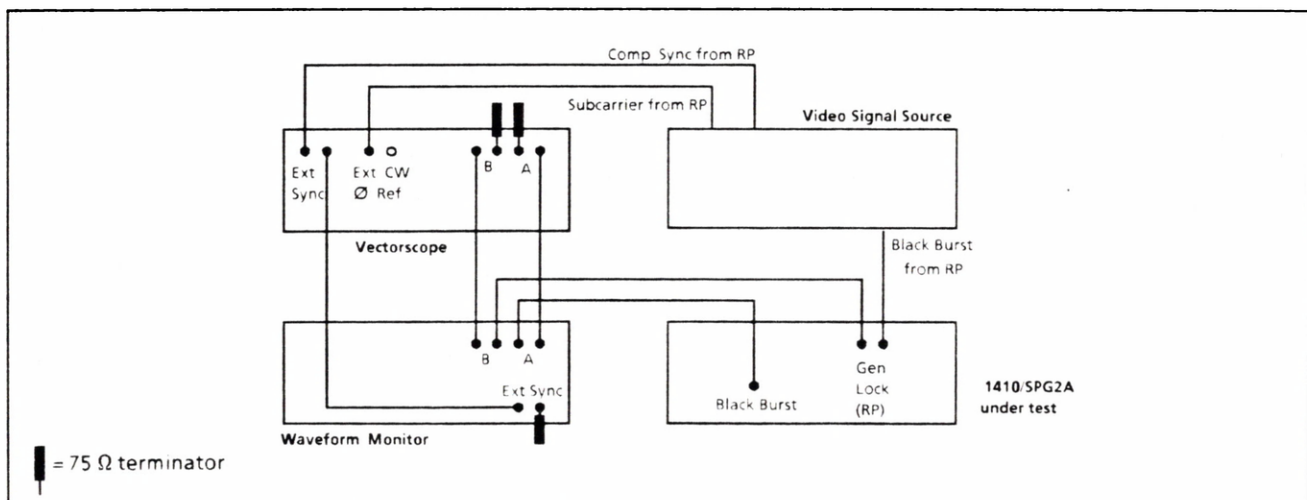 Comp Sync from RP
Subcarrier from RP
Video Signal Source
Ext Sync
Ext CW
Ø Ref
B
A
Vectorscope
Black Burst
from RP
B
A
Ext Sync
Waveform Monitor
Black Burst
Gen
Lock
(RP)
1410/SPG2A
under test
= 75 Ω terminator